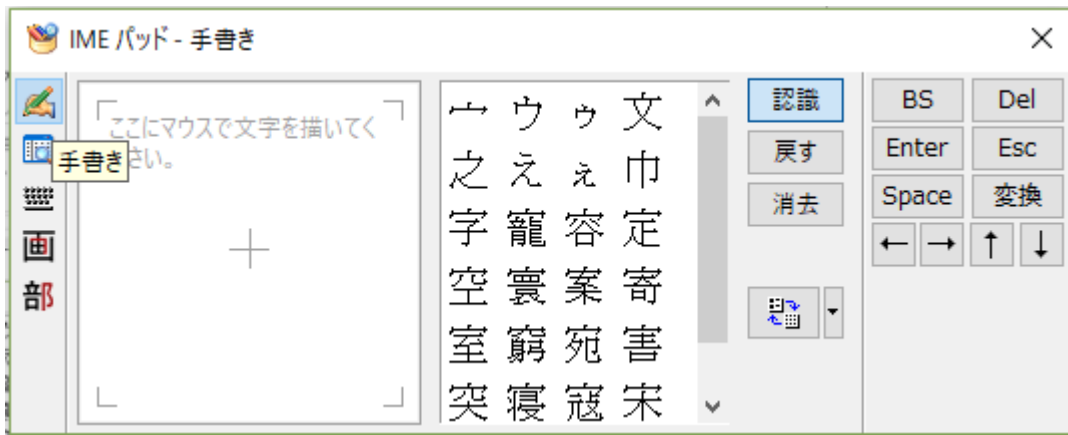 IME パッド - 手書き
ここにマウスで文字を描いてく
さい。
手書き
画
部
宀 ウ ゥ 文
之 え ぇ 巾
字 寵 容 定
空 寰 案 寄
室 窮 宛 害
突 寝 寇 宋
認識
戻す
消去
BS Del
Enter Esc
Space 変換
← → ↑ ↓